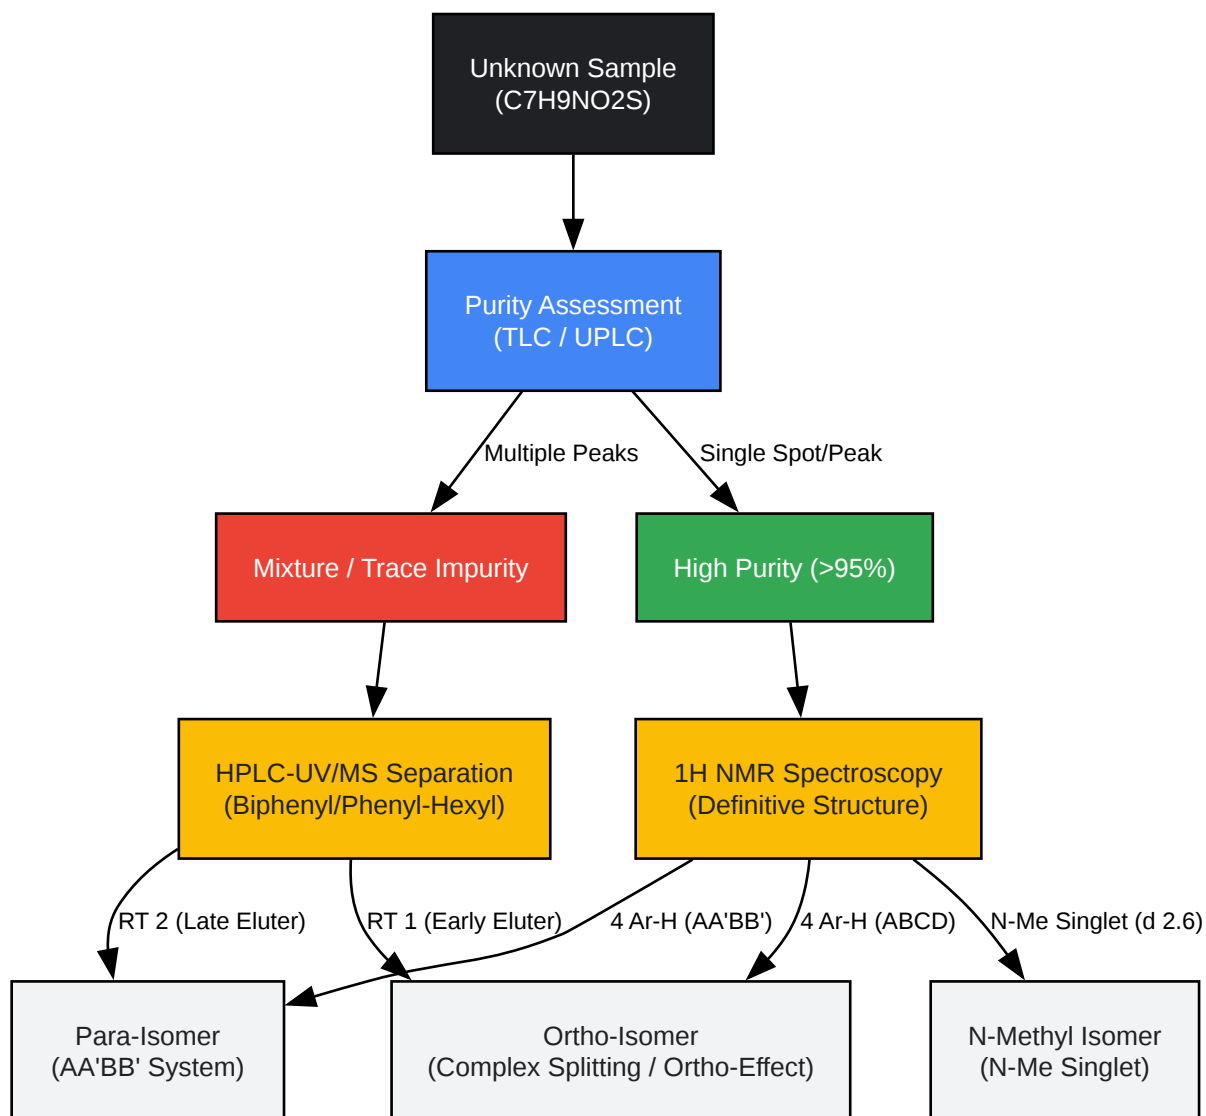 Unknown Sample
(C7H9NO2S)
Purity Assessment
(TLC / UPLC)
Multiple Peaks
Single Spot/Peak
Mixture / Trace Impurity
High Purity (>95%)
HPLC-UV/MS Separation
(Biphenyl/Phenyl-Hexyl)
1H NMR Spectroscopy
(Definitive Structure)
RT 2 (Late Eluter)
RT 1 (Early Eluter)
4 Ar-H (AA'BB')
4 Ar-H (ABCD)
N-Me Singlet (d 2.6)
Para-Isomer
(AA'BB' System)
Ortho-Isomer
(Complex Splitting / Ortho-Effect)
N-Methyl Isomer
(N-Me Singlet)